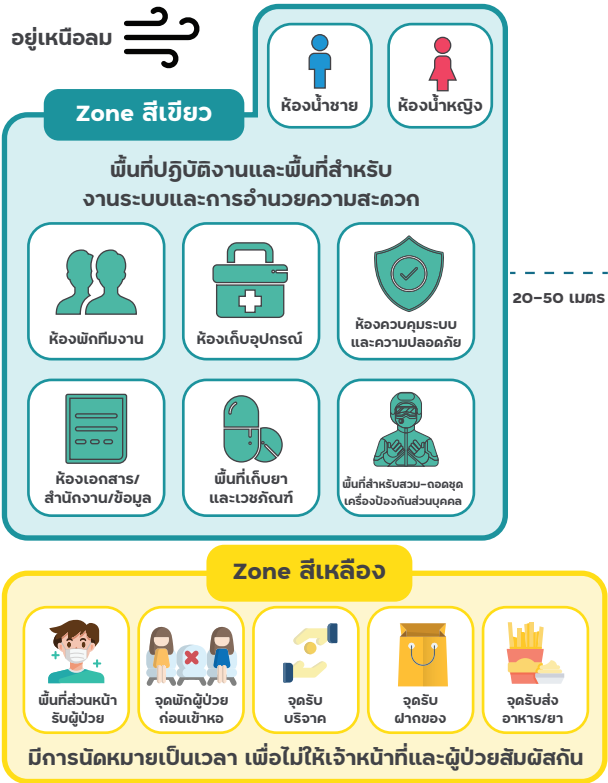 อยู่เหนือลม
ห้องน้ำชาย
ห้องน้ำหญิง
Zone สีเขียว
พื้นที่ปฏิบัติงานและพื้นที่สำหรับ
งานระบบและการอำนวยความสะดวก
ห้องพักทีมงาน
ห้องเก็บอุปกรณ์
ห้องควบคุมระบบ
และความปลอดภัย
20-50 เมตร
ห้องเอกสาร/
สำนักงาน/ข้อมูล
พื้นที่เก็บยา
และเวชภัณฑ์
พื้นที่สำหรับสวม-ถอดชุด
เครื่องป้องกันส่วนบุคคล
Zone สีเหลือง
พื้นที่ส่วนหน้า
รับผู้ป่วย
จุดพักผู้ป่วย
ก่อนเข้าหอ
จุดรับ
บริจาค
จุดรับ
ฝากของ
จุดรับส่ง
อาหาร/ยา
มีการนัดหมายเป็นเวลา เพื่อไม่ให้เจ้าหน้าที่และผู้ป่วยสัมผัสกัน